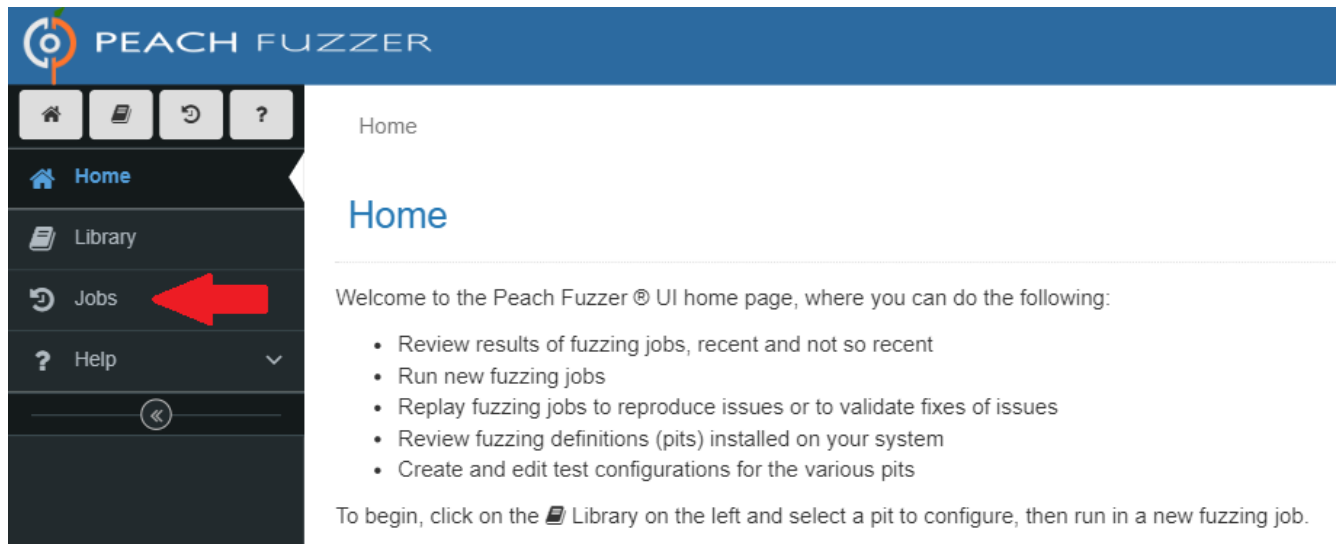 PEACH FUZZER
?
Home
Home
Home
Library
Jobs
Welcome to the Peach Fuzzer ® UI home page, where you can do the following:
• Review results of fuzzing jobs, recent and not so recent
? Help
• Run new fuzzing jobs
• Replay fuzzing jobs to reproduce issues or to validate fixes of issues
• Review fuzzing definitions (pits) installed on your system
• Create and edit test configurations for the various pits
To begin, click on the Library on the left and select a pit to configure, then run in a new fuzzing job.